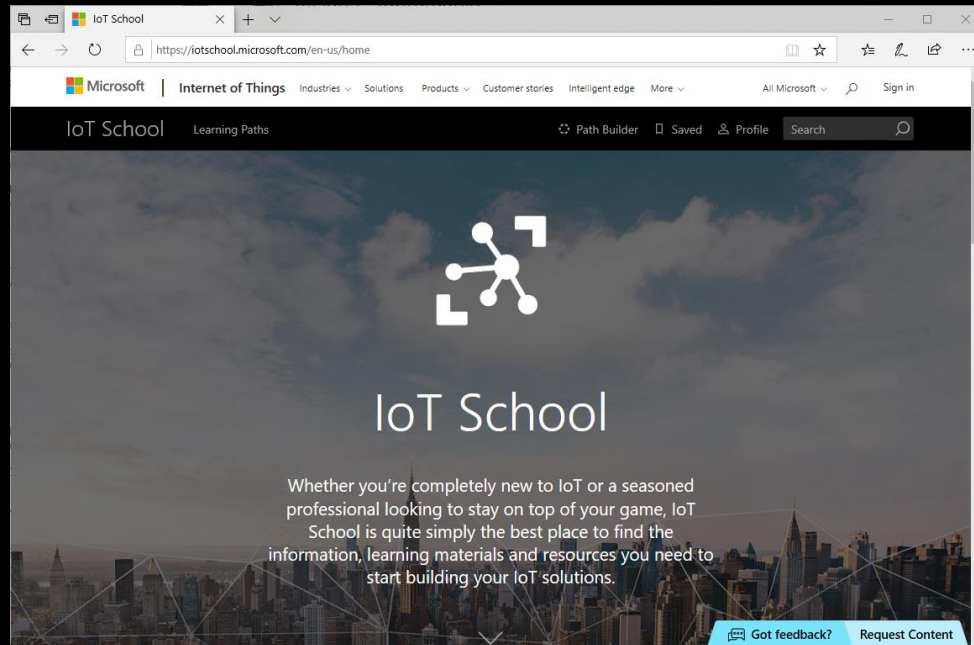 IoT School
https://iotschool.microsoft.com/en-us/home
Microsoft Internet of Things Industries Solutions Products Customer stories Intelligent edge More All Microsoft Sign in
IoT School Learning Paths Path Builder Saved Profile Search
IoT School
Whether you're completely new to IoT or a seasoned
professional looking to stay on top of your game, IoT
School is quite simply the best place to find the
information, learning materials and resources you need to
start building your IoT solutions.
Got feedback? Request Content